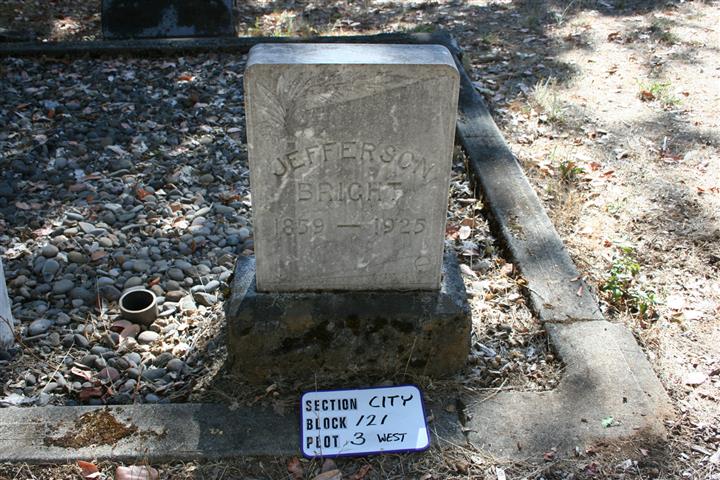 JEFFERSON
BRIGHT
1859 — 1925
SECTION CITY
BLOCK 121
PLOT 3 WEST